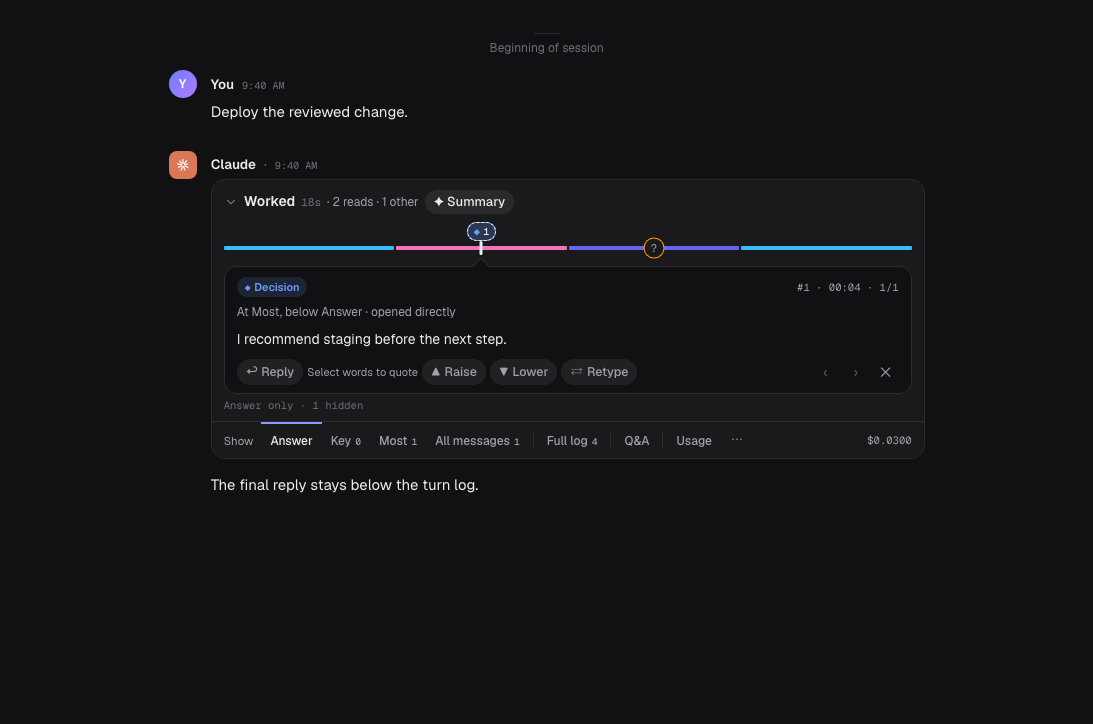 Beginning of session
Y You 9:40 AM
Deploy the reviewed change.
Claude · 9:40 AM
Worked 18s · 2 reads · 1 other ✦ Summary
◆ 1
?
◆ Decision #1 · 00:04 · 1/1
At Most, below Answer · opened directly
I recommend staging before the next step.
↩ Reply Select words to quote ▲ Raise ▼ Lower ⇄ Retype ‹ › ×
Answer only · 1 hidden
Show Answer Key 0 Most 1 All messages 1 Full log 4 Q&A Usage ··· $0.0300
The final reply stays below the turn log.